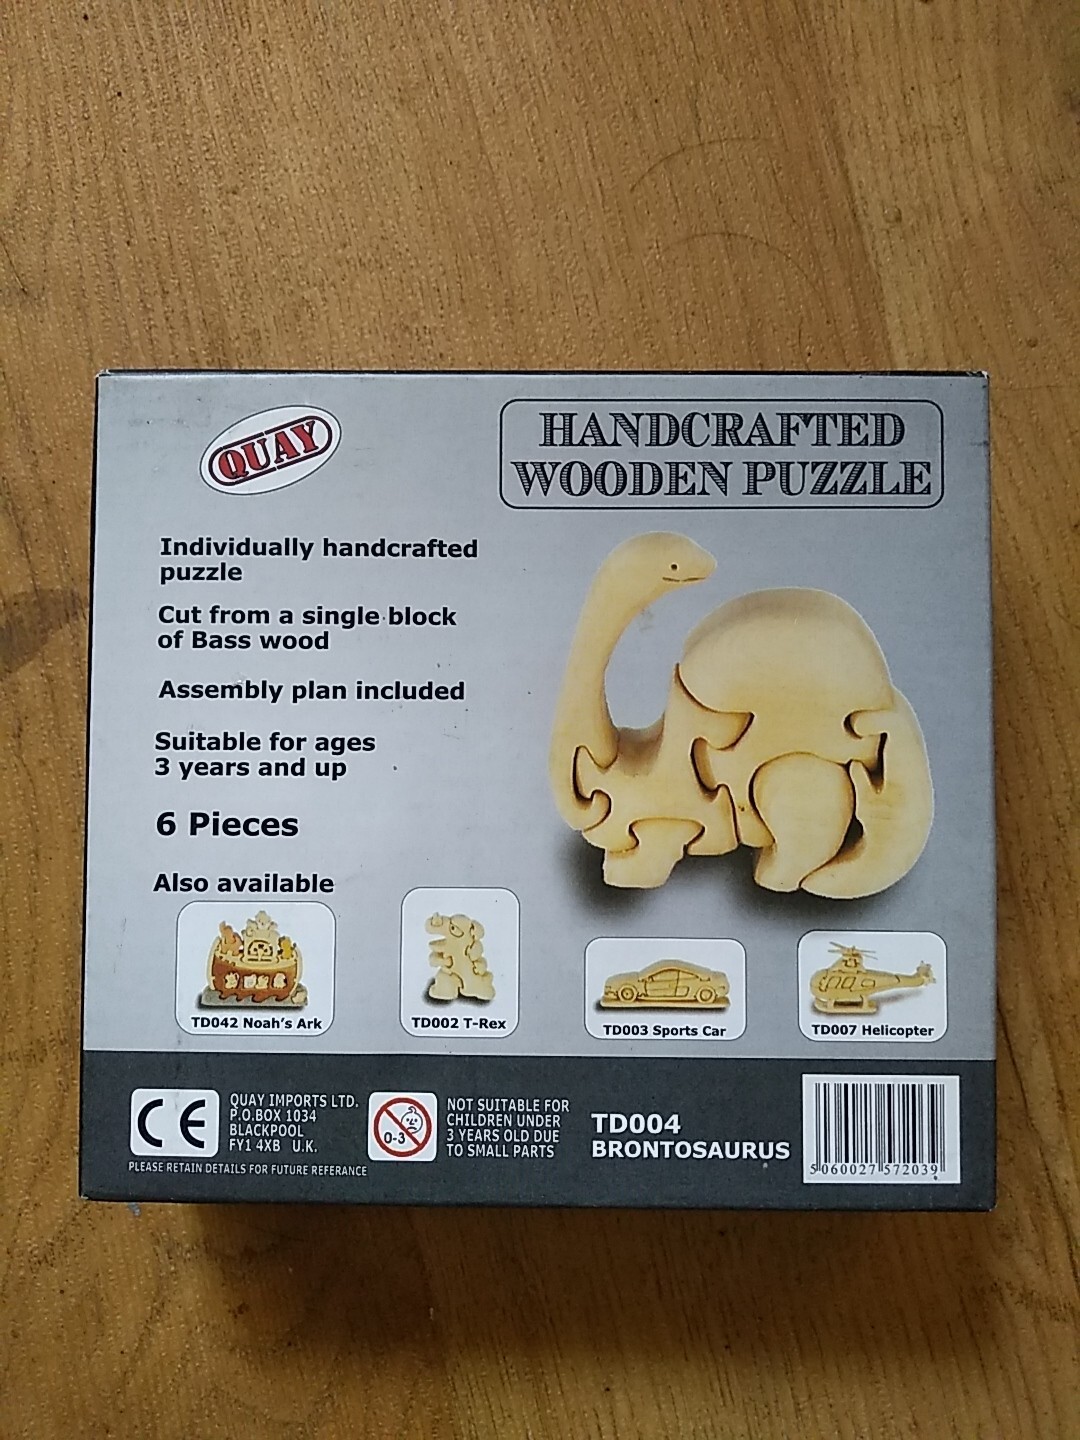 QUAY
HANDCRAFTED
WOODEN PUZZLE
Individually handcrafted
puzzle
Cut from a single block
of Bass wood
Assembly plan included
Suitable for ages
3 years and up
6 Pieces
Also available
TD042 Noah's Ark
TD002 T-Rex
TD003 Sports Car
TD007 Helicopter
CE
QUAY IMPORTS LTD.
P.O.BOX 1034
BLACKPOOL
FY1 4XB U.K.
PLEASE RETAIN DETAILS FOR FUTURE REFERANCE
0-3
NOT SUITABLE FOR
CHILDREN UNDER
3 YEARS OLD DUE
TO SMALL PARTS
TD004
BRONTOSAURUS
5 060027 572039